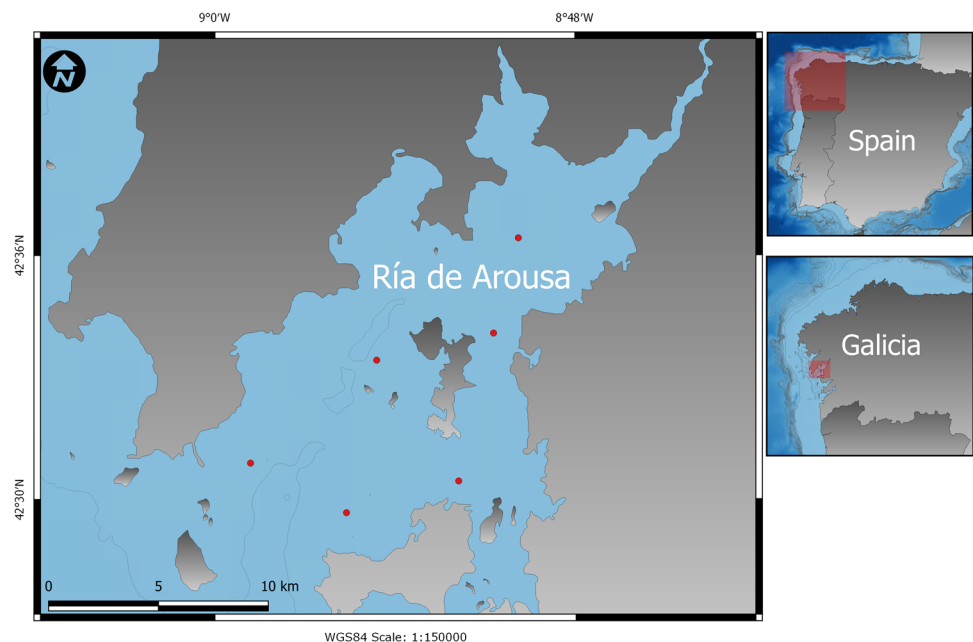 9°0'W
8°48'W
N
42°36'N
Ría de Arousa
42°30'N
0
5
10 km
WGS84 Scale: 1:150000
Spain
Galicia